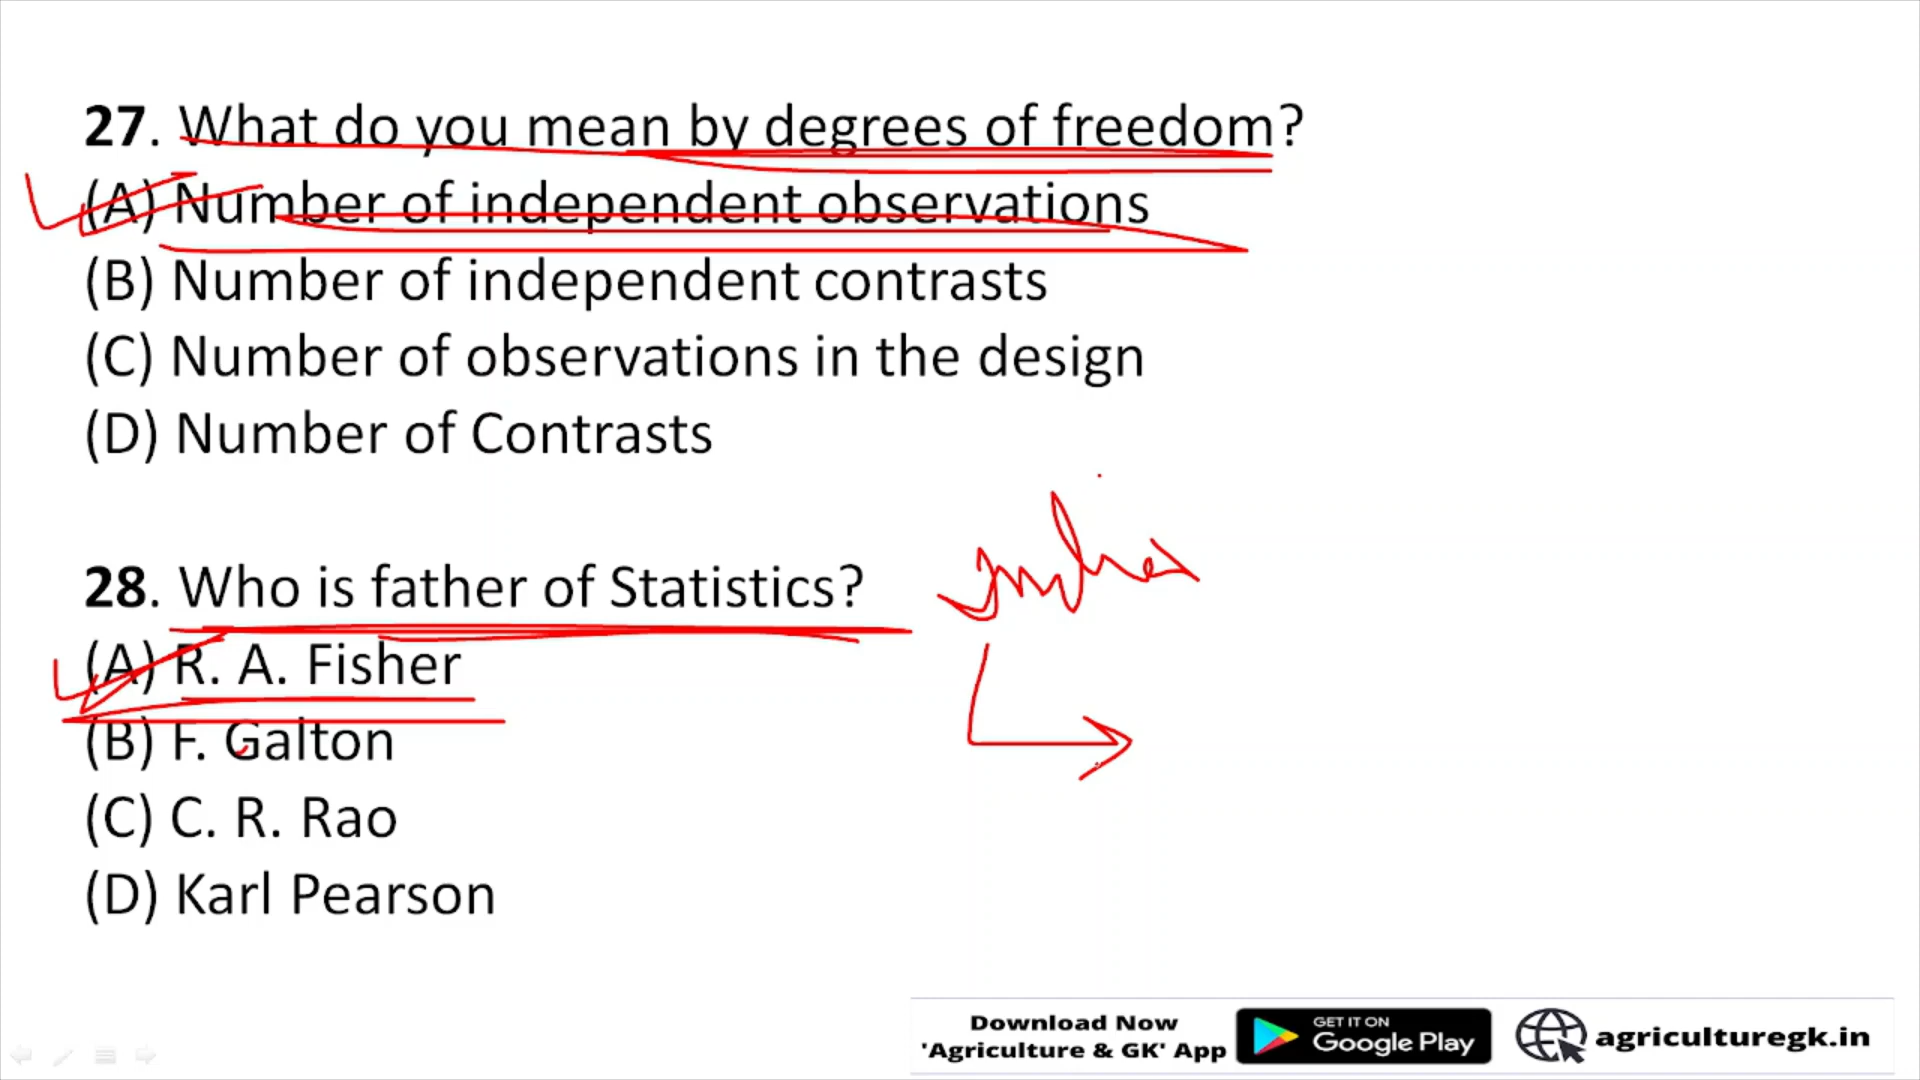 27. What do you mean by degrees of freedom?
(A) Number of independent observations
(B) Number of independent contrasts
(C) Number of observations in the design
(D) Number of Contrasts
28. Who is father of Statistics?
India
(A) R. A. Fisher
(B) F. Galton
(C) C. R. Rao
(D) Karl Pearson
Download Now
'Agriculture & GK' App
GET IT ON
Google Play
agriculturegk.in